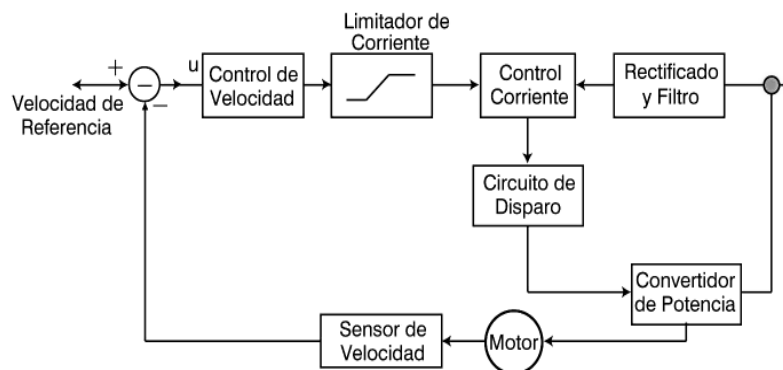 Limitador de
Corriente
+
u
Control de
Velocidad
Control
Corriente
Rectificado
y Filtro
−
−
Velocidad de
Referencia
Circuito de
Disparo
Convertidor
de Potencia
Sensor de
Velocidad
Motor